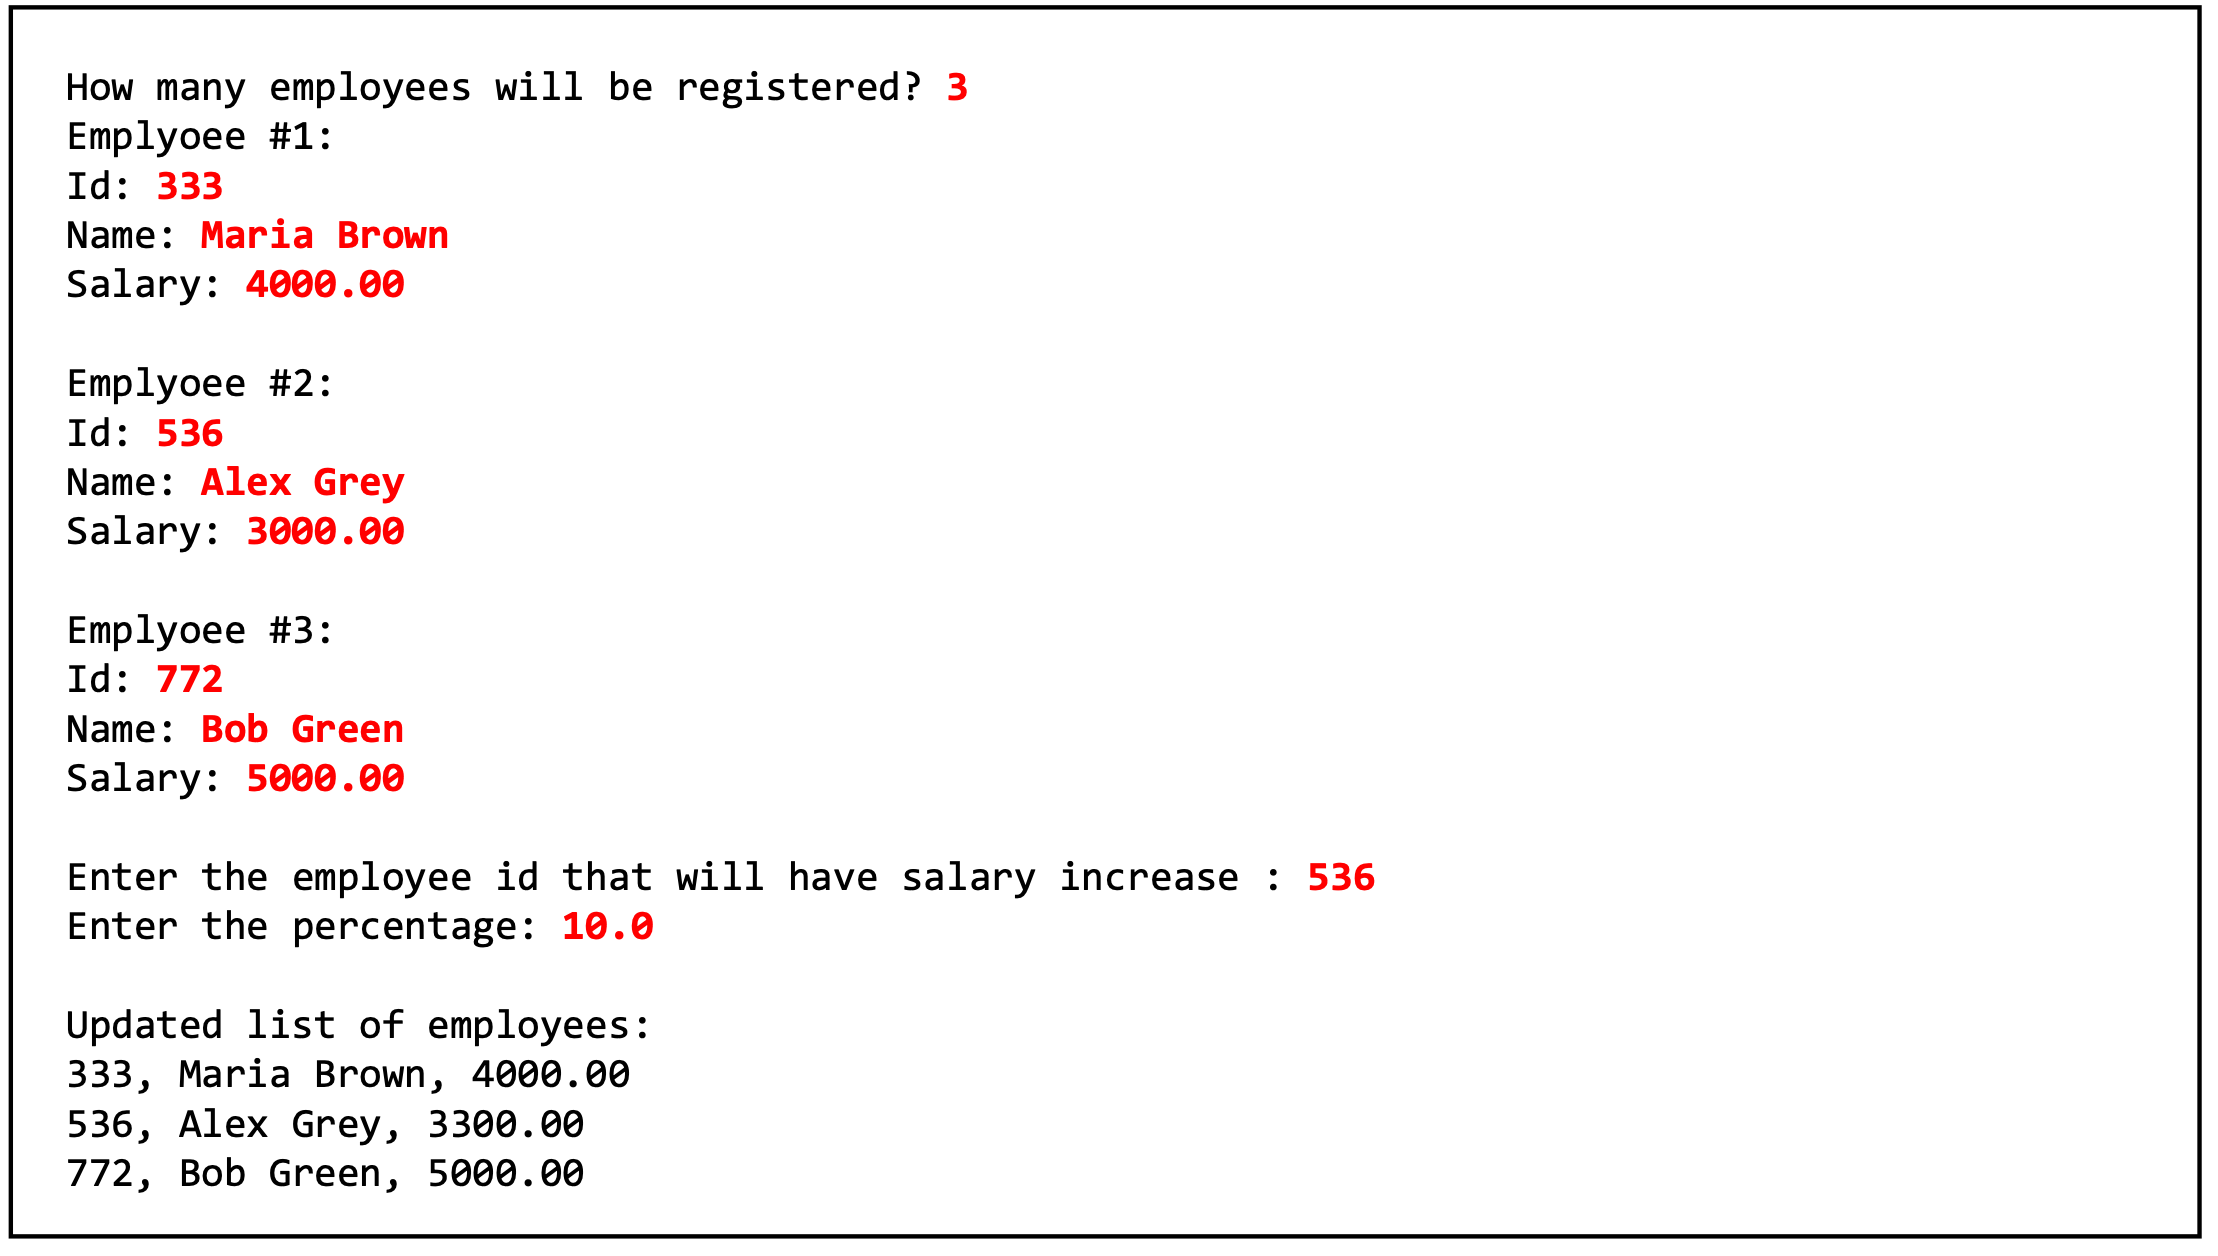 How many employees will be registered? 3
Emplyoee #1:
Id: 333
Name: Maria Brown
Salary: 4000.00
Emplyoee #2:
Id: 536
Name: Alex Grey
Salary: 3000.00
Emplyoee #3:
Id: 772
Name: Bob Green
Salary: 5000.00
Enter the employee id that will have salary increase : 536
Enter the percentage: 10.0
Updated list of employees:
333, Maria Brown, 4000.00
536, Alex Grey, 3300.00
772, Bob Green, 5000.00